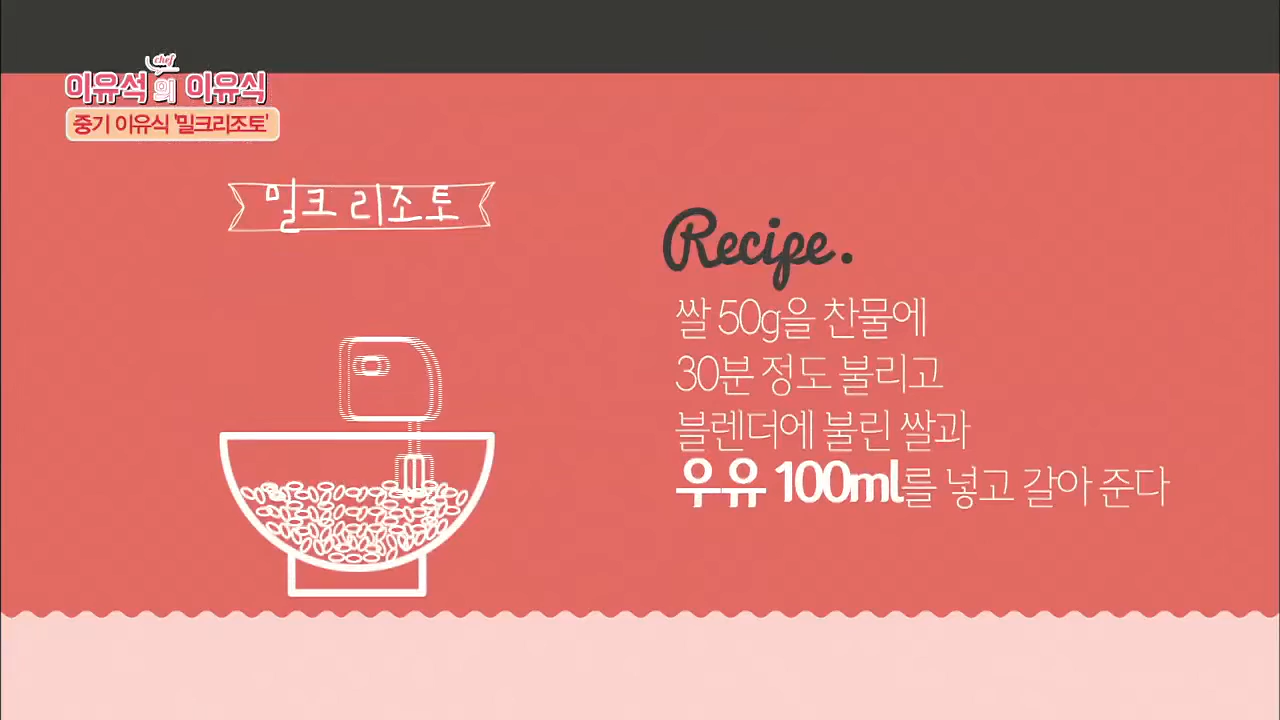 chef
이유석의 이유식
중기 이유식 '밀크리조토'
밀크 리조토
Recipe.
쌀 50g을 찬물에
30분 정도 불리고
블렌더에 불린 쌀과
우유 100ml를 넣고 갈아 준다